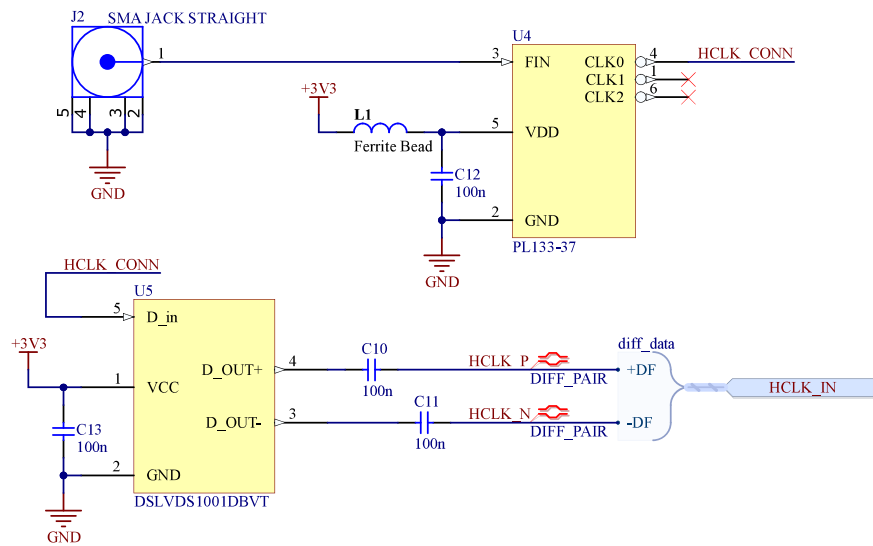 J2 SMA JACK STRAIGHT
1
5
4
3
2
GND
U4
3 FIN
CLK0 4 HCLK_CONN
CLK1 1
CLK2 6
+3V3
L1
Ferrite Bead
5 VDD
C12
100n
2 GND
GND
PL133-37
HCLK_CONN
U5
5 D_in
+3V3
1 VCC
D_OUT+ 4
D_OUT- 3
C13
100n
2 GND
GND
DSLVDS1001DBVT
C10
100n
HCLK_P
DIFF_PAIR
C11
100n
HCLK_N
DIFF_PAIR
diff_data
+DF
-DF
HCLK_IN